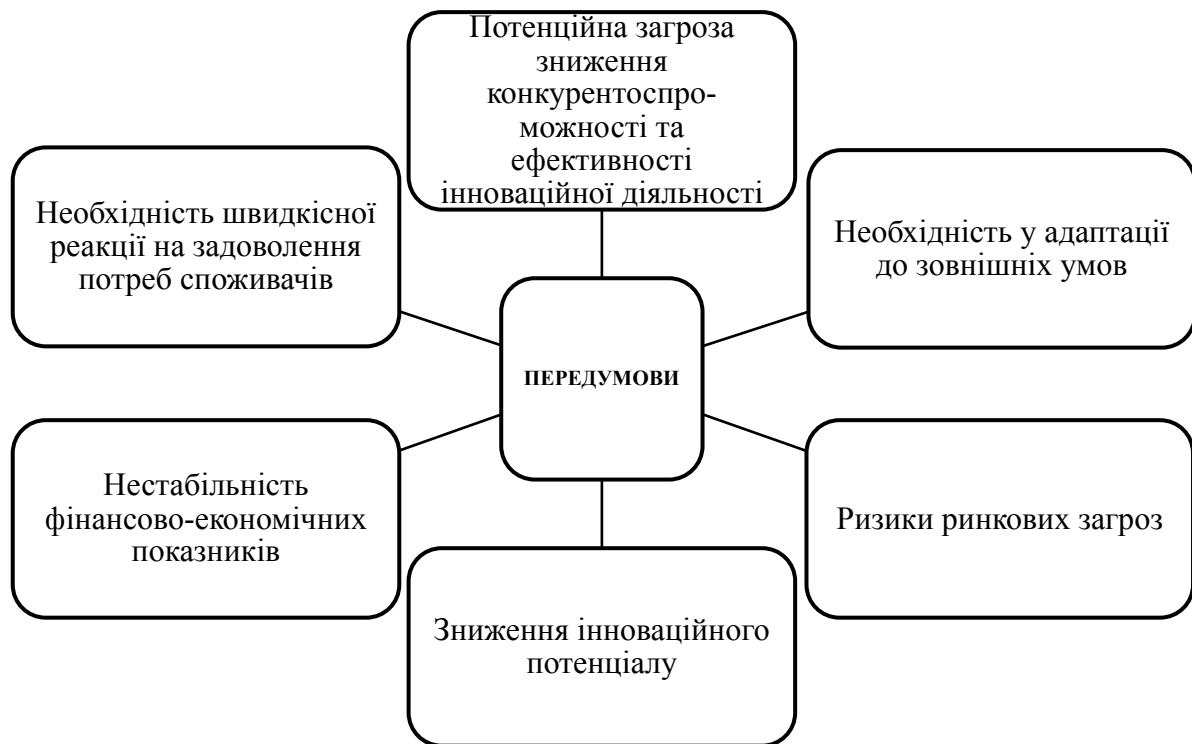 Потенційна загроза
зниження
конкурентоспро-
можності та
ефективності
інноваційної діяльності
Необхідність швидкісної
реакції на задоволення
потреб споживачів
Необхідність у адаптації
до зовнішніх умов
ПЕРЕДУМОВИ
Нестабільність
фінансово-економічних
показників
Ризики ринкових загроз
Зниження інноваційного
потенціалу